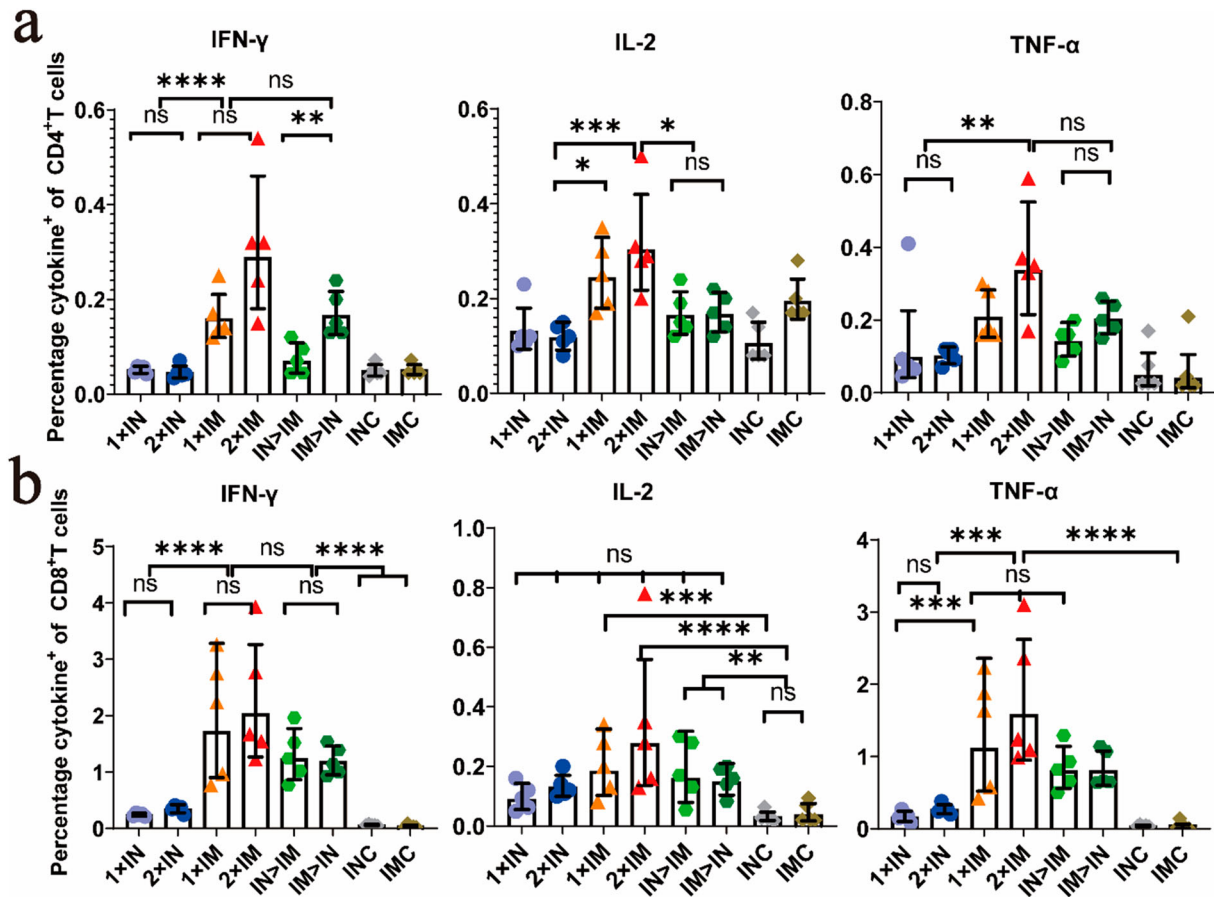 a
IFN-γ
IL-2
TNF-α
Percentage cytokine⁺ of CD4⁺T cells
**** ns
ns ns **
0.6
0.4
0.2
0.0
1×IN 2×IN 1×IM 2×IM IN>IM IM>IN INC IMC
*** *
* ns
0.6
0.4
0.2
0.0
1×IN 2×IN 1×IM 2×IM IN>IM IM>IN INC IMC
** ns
ns ns
0.8
0.6
0.4
0.2
0.0
1×IN 2×IN 1×IM 2×IM IN>IM IM>IN INC IMC
b
IFN-γ
IL-2
TNF-α
Percentage cytokine⁺ of CD8⁺T cells
**** ns ****
ns ns ns
5
4
3
2
1
0
1×IN 2×IN 1×IM 2×IM IN>IM IM>IN INC IMC
ns
***
****
**
ns
1.0
0.8
0.6
0.4
0.2
0.0
1×IN 2×IN 1×IM 2×IM IN>IM IM>IN INC IMC
*** ****
ns ns
***
4
3
2
1
0
1×IN 2×IN 1×IM 2×IM IN>IM IM>IN INC IMC